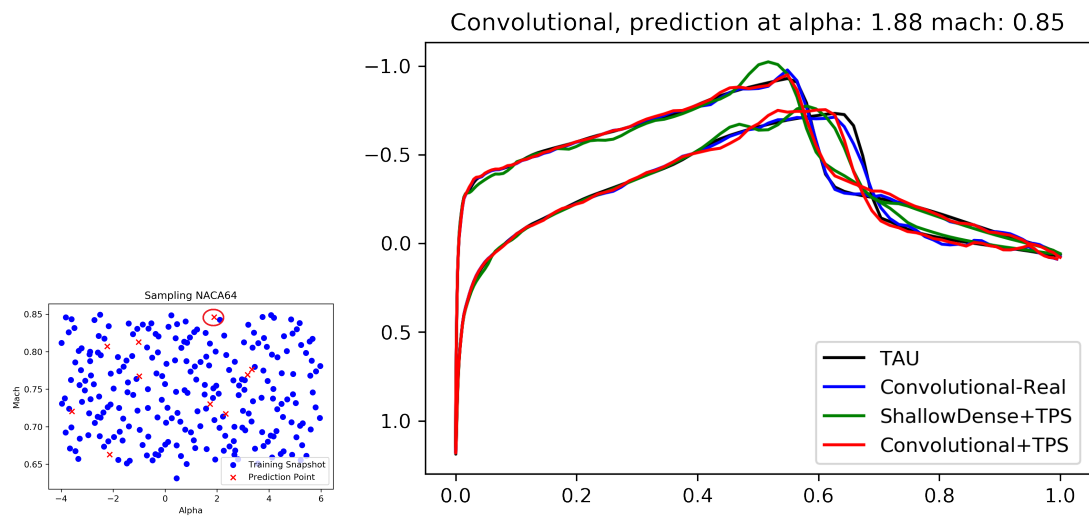 Convolutional, prediction at alpha: 1.88 mach: 0.85
−1.0
−0.5
0.0
0.5
1.0
0.0 0.2 0.4 0.6 0.8 1.0
TAU
Convolutional-Real
ShallowDense+TPS
Convolutional+TPS
Sampling NACA64
0.85
0.80
0.75
0.70
0.65
Mach
−4 −2 0 2 4 6
Alpha
Training Snapshot
Prediction Point